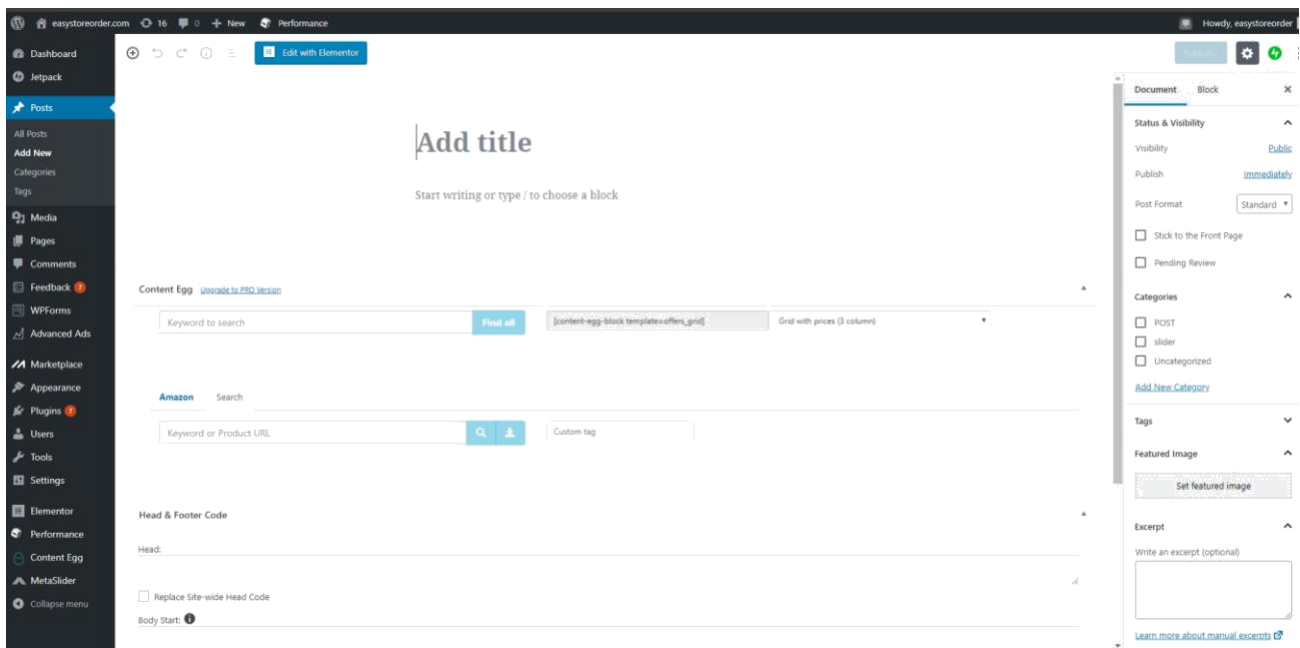 easystoreorder.com 16 0 New Performance Howdy, easystoreorder
Dashboard
Jetpack
Posts
All Posts
Add New
Categories
Tags
Media
Pages
Comments
Feedback 7
WPForms
Advanced Ads
Marketplace
Appearance
Plugins 7
Users
Tools
Settings
Elementor
Performance
Content Egg
MetaSlider
Collapse menu
Edit with Elementor
Add title
Start writing or type / to choose a block
Content Egg Upgrade to PRO Version
Keyword to search Find all [content-egg-block template=offers_grid] Grid with prices (3 column)
Amazon Search
Keyword or Product URL Custom tag
Head & Footer Code
Head:
Replace Site-wide Head Code
Body Start:
Document Block
Status & Visibility
Visibility Public
Publish Immediately
Post Format Standard
Stick to the Front Page
Pending Review
Categories
POST
slider
Uncategorized
Add New Category
Tags
Featured Image
Set featured image
Excerpt
Write an excerpt (optional)
Learn more about manual excerpts